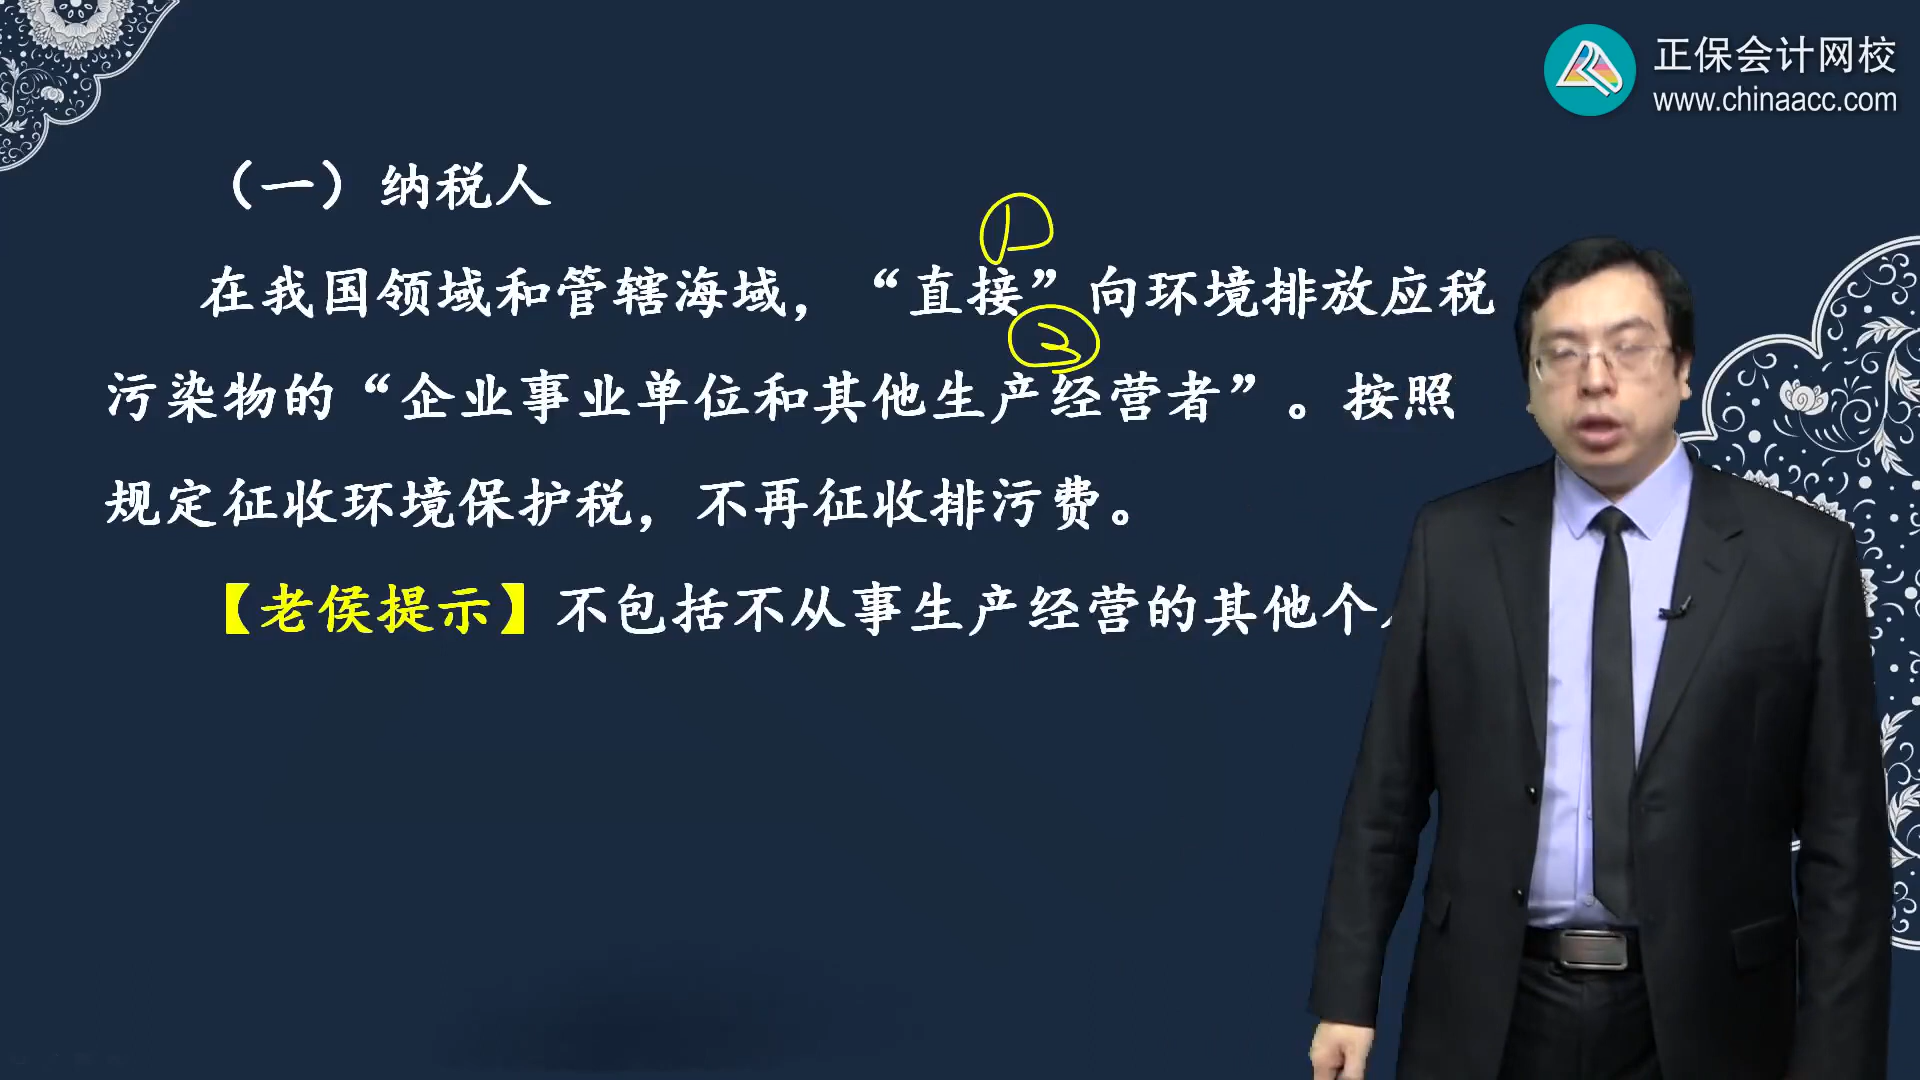 正保会计网校
www.chinaacc.com
（一）纳税人
①
在我国领域和管辖海域，“直接”向环境排放应税
②
污染物的“企业事业单位和其他生产经营者”。按照
规定征收环境保护税，不再征收排污费。
【老侯提示】不包括不从事生产经营的其他个